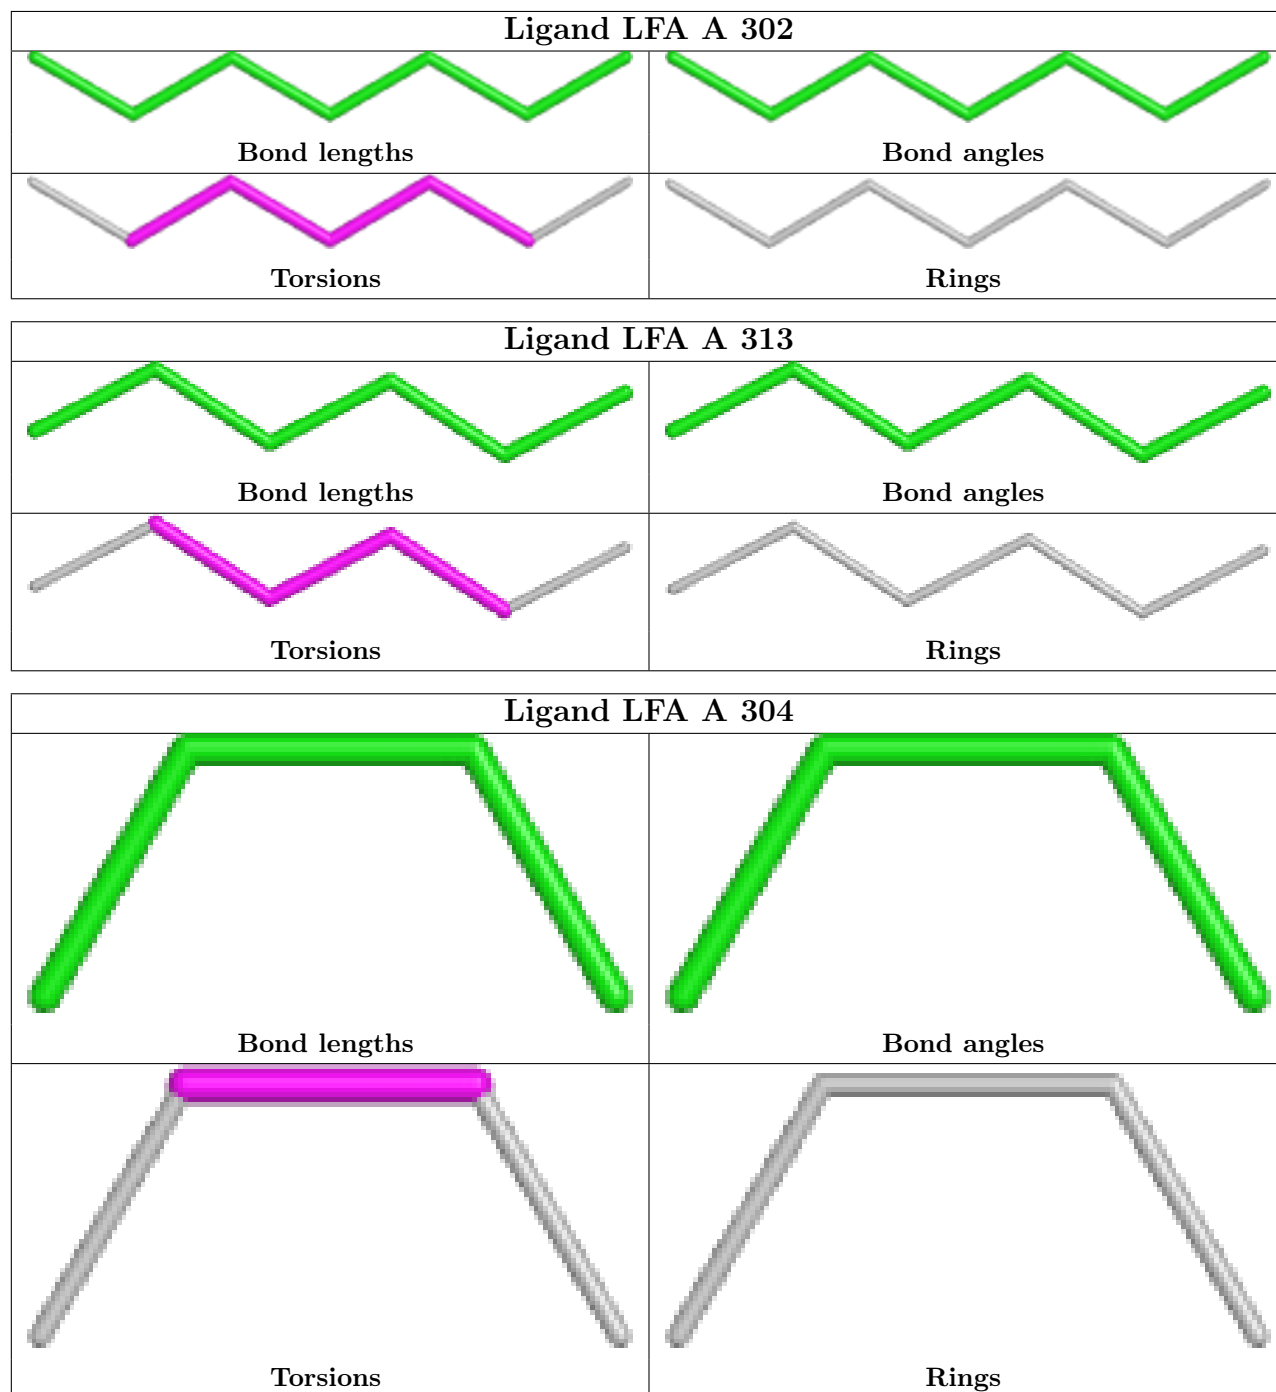 Ligand LFA A 302
Bond lengths
Bond angles
Torsions
Rings
Ligand LFA A 313
Bond lengths
Bond angles
Torsions
Rings
Ligand LFA A 304
Bond lengths
Bond angles
Torsions
Rings